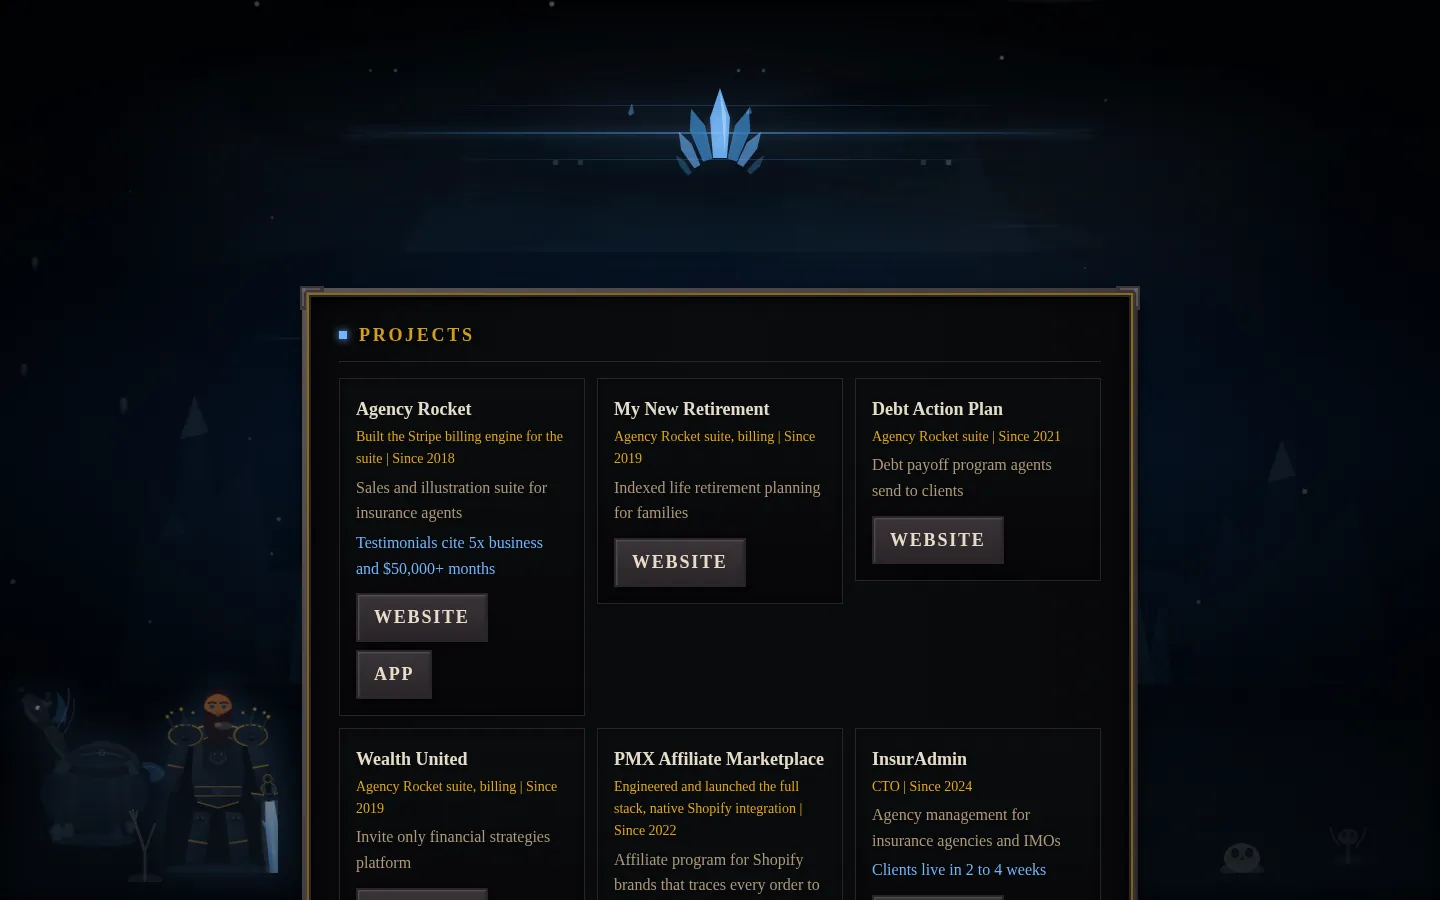 PROJECTS
Agency Rocket
Built the Stripe billing engine for the
suite | Since 2018
Sales and illustration suite for
insurance agents
Testimonials cite 5x business
and $50,000+ months
WEBSITE
APP
My New Retirement
Agency Rocket suite, billing | Since
2019
Indexed life retirement planning
for families
WEBSITE
Debt Action Plan
Agency Rocket suite | Since 2021
Debt payoff program agents
send to clients
WEBSITE
Wealth United
Agency Rocket suite, billing | Since
2019
Invite only financial strategies
platform
PMX Affiliate Marketplace
Engineered and launched the full
stack, native Shopify integration |
Since 2022
Affiliate program for Shopify
brands that traces every order to
InsurAdmin
CTO | Since 2024
Agency management for
insurance agencies and IMOs
Clients live in 2 to 4 weeks